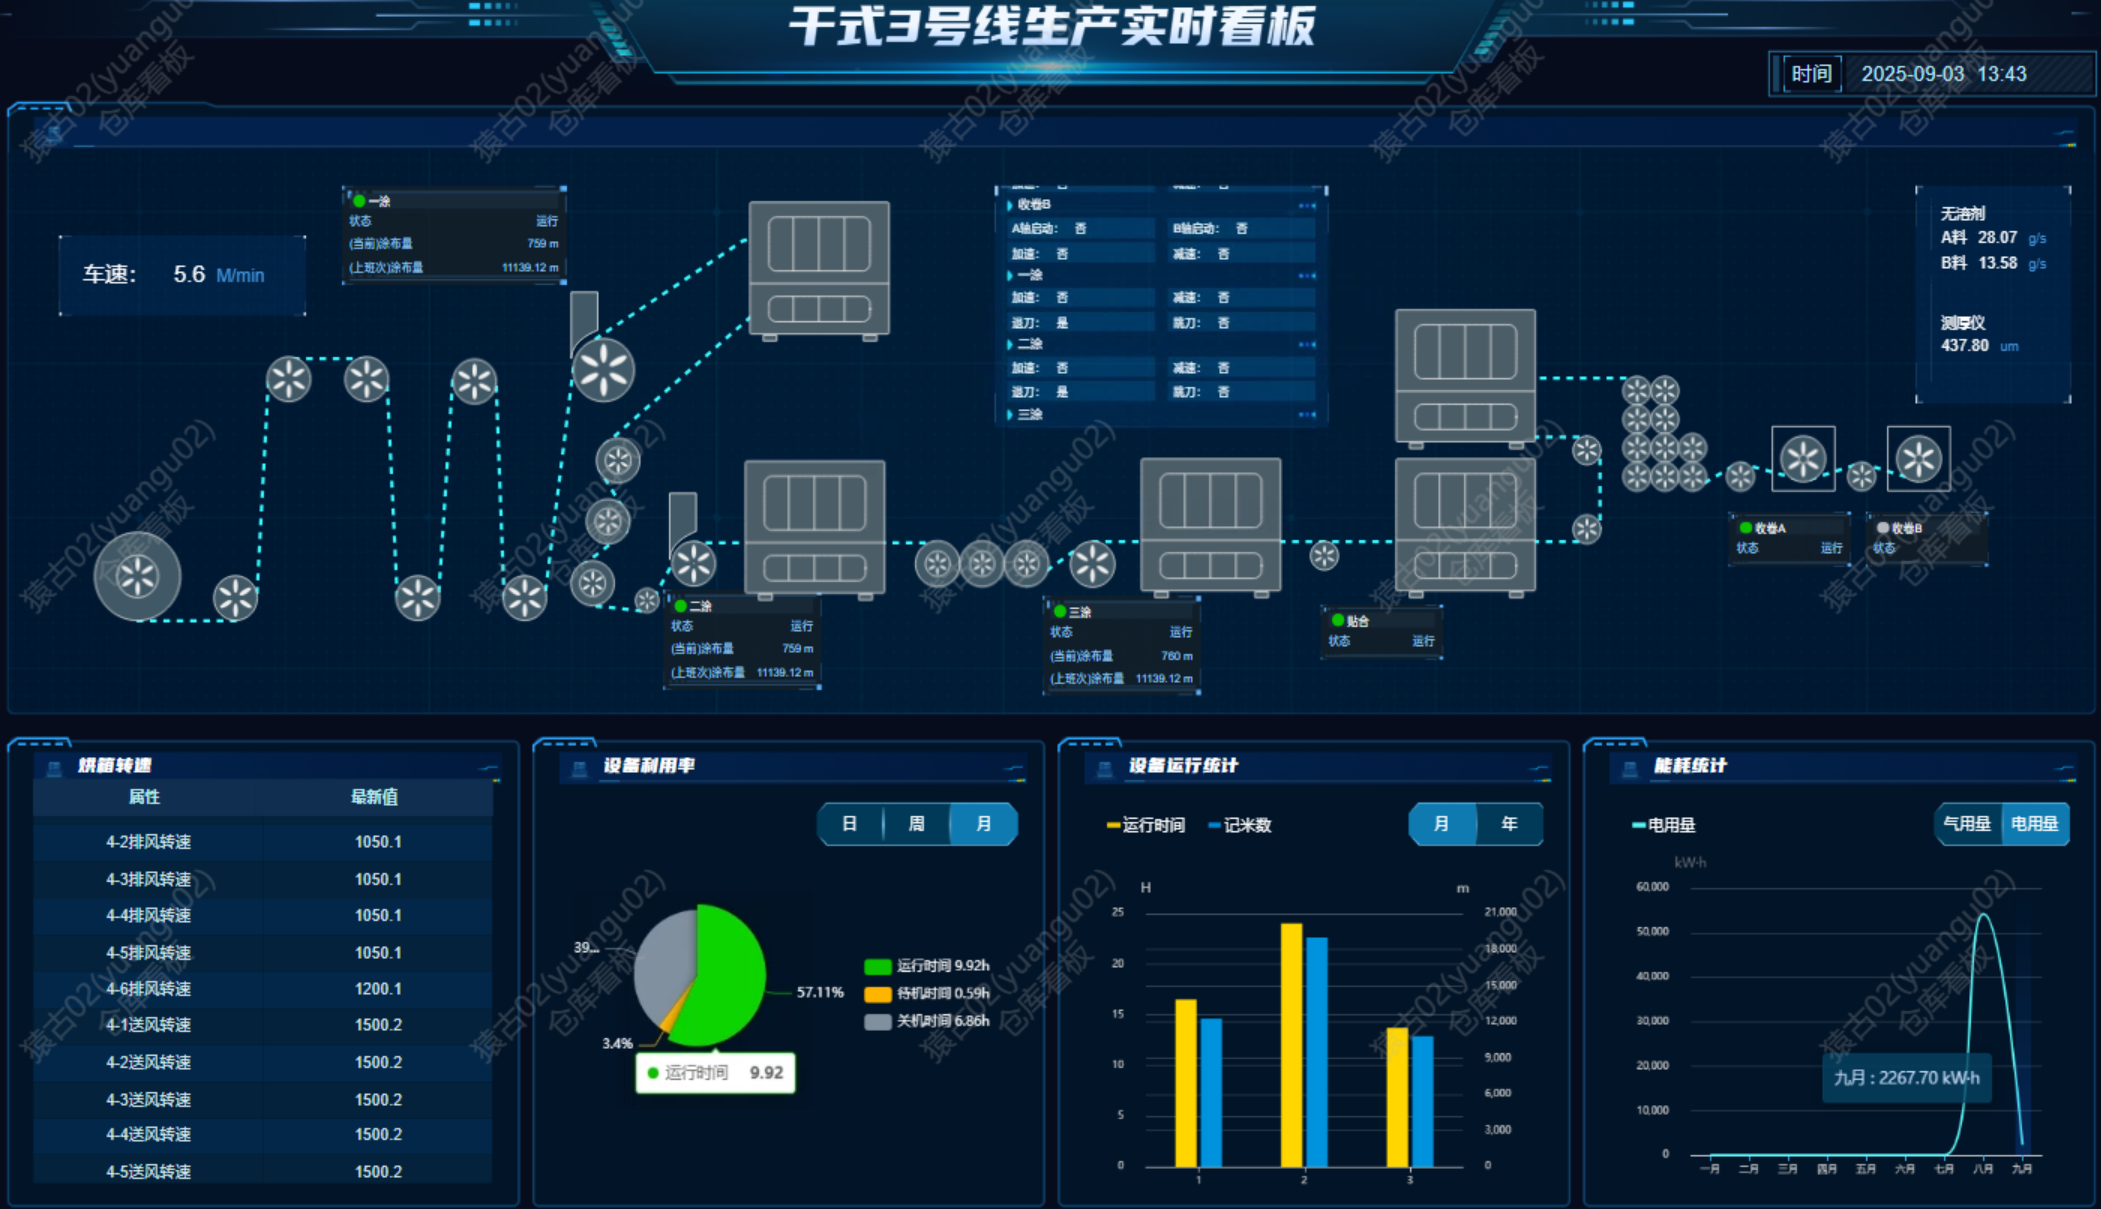 干式3号线生产实时看板
时间 2025-09-03 13:43
车速： 5.6 M/min
一涂
状态 运行
(当前)涂布量 759 m
(上班次)涂布量 11139.12 m
收卷B
A轴启动： 否 B轴启动： 否
加速： 否 减速： 否
一涂
加速： 否 减速： 否
退刀： 是 跳刀： 否
二涂
加速： 否 减速： 否
退刀： 是 跳刀： 否
三涂
无溶剂
A料 28.07 g/s
B料 13.58 g/s
测厚仪
437.80 um
二涂
状态 运行
(当前)涂布量 759 m
(上班次)涂布量 11139.12 m
三涂
状态 运行
(当前)涂布量 760 m
(上班次)涂布量 11139.12 m
贴合
状态 运行
收卷A
状态 运行
收卷B
状态
烘箱转速
属性 最新值
4-2排风转速 1050.1
4-3排风转速 1050.1
4-4排风转速 1050.1
4-5排风转速 1050.1
4-6排风转速 1200.1
4-1送风转速 1500.2
4-2送风转速 1500.2
4-3送风转速 1500.2
4-4送风转速 1500.2
4-5送风转速 1500.2
设备利用率
日 周 月
39...
57.11%
3.4%
运行时间 9.92h
待机时间 0.59h
关机时间 6.86h
运行时间 9.92
设备运行统计
运行时间 记米数
月 年
H m
25 21,000
18,000
20
15,000
15 12,000
10 9,000
6,000
5 3,000
0 0
1 2 3
能耗统计
电用量
气用量 电用量
kW·h
60,000
50,000
40,000
30,000
20,000
10,000
0
九月 : 2267.70 kW·h
一月 二月 三月 四月 五月 六月 七月 八月 九月
猿古02(yuangu02)
仓库看板